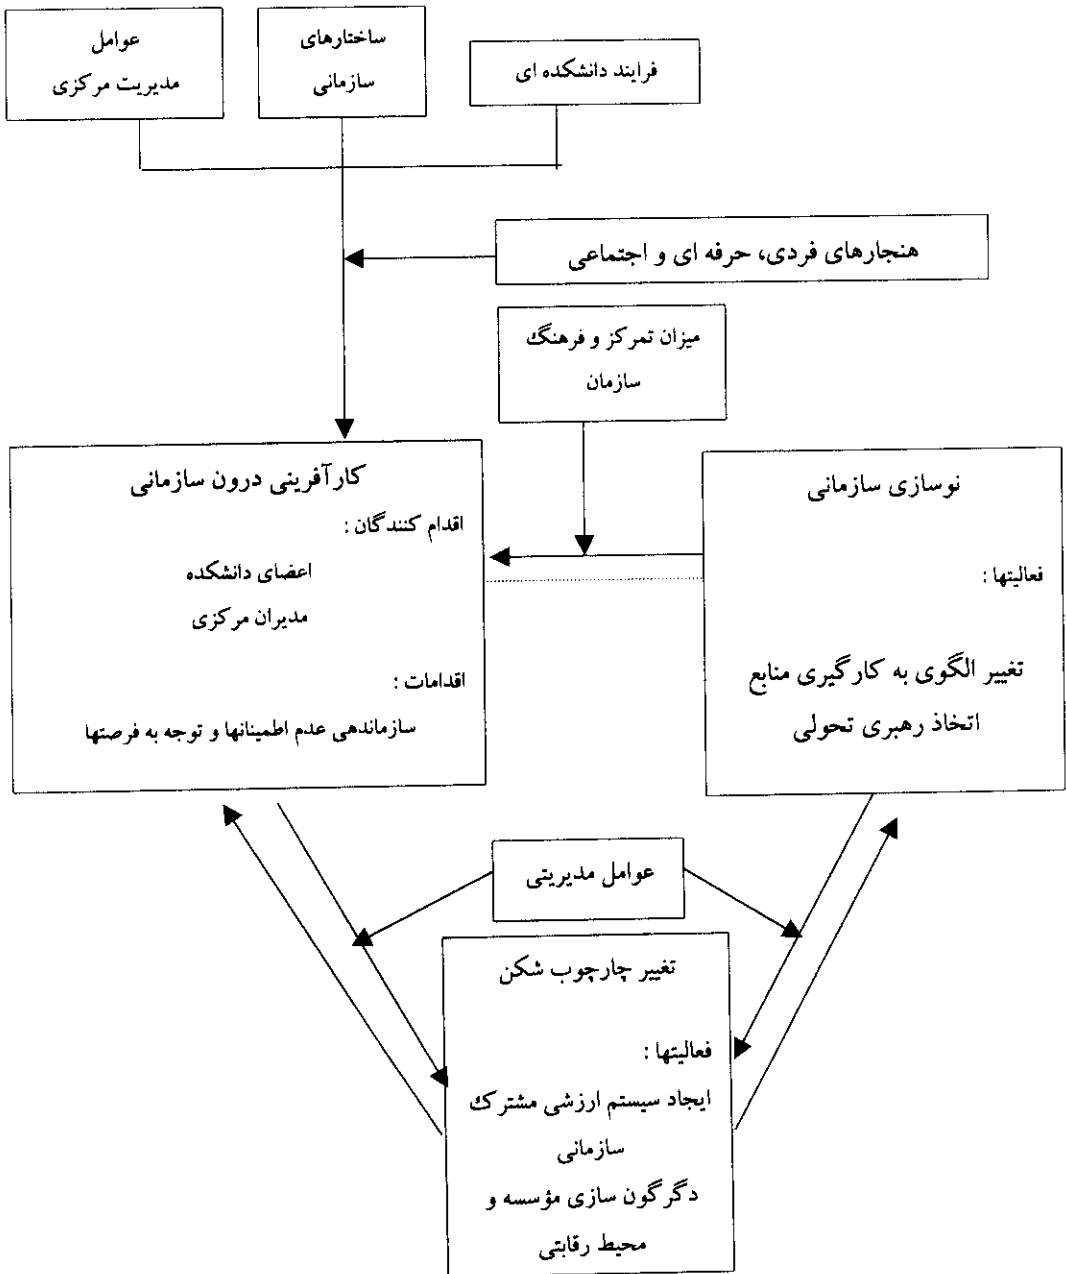 عوامل
مدیریت مرکزی
ساختارهای
سازمانی
فرایند دانشکده ای
هنجارهای فردی، حرفه ای و اجتماعی
میزان تمرکز و فرهنگ
سازمان
کارآفرینی درون سازمانی
اقدام کنندگان :
اعضای دانشکده
مدیران مرکزی
اقدامات :
سازماندهی عدم اطمینانها و توجه به فرصتها
نوسازی سازمانی
فعالیتها :
تغییر الگوی به کارگیری منابع
اتخاذ رهبری تحولی
عوامل مدیریتی
تغییر چارچوب شکن
فعالیتها :
ایجاد سیستم ارزشی مشترک
سازمانی
دگرگون سازی مؤسسه و
محیط رقابتی